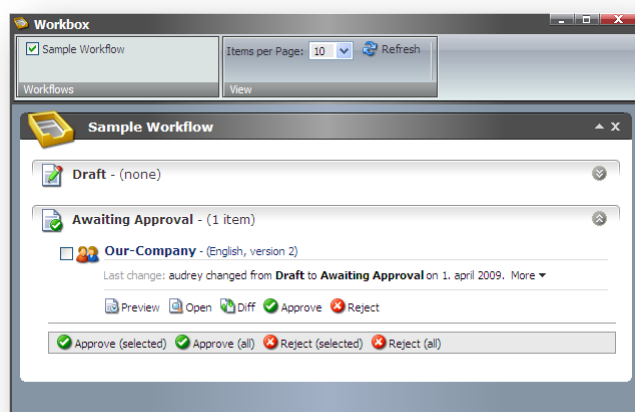 Workbox
Sample Workflow
Items per Page: 10 Refresh
Workflows
View
Sample Workflow
Draft - (none)
Awaiting Approval - (1 item)
Our-Company - (English, version 2)
Last change: audrey changed from Draft to Awaiting Approval on 1. april 2009. More
Preview Open Diff Approve Reject
Approve (selected) Approve (all) Reject (selected) Reject (all)